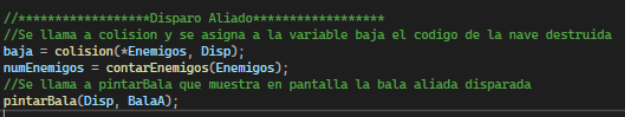 //******************Disparo Aliado******************
//Se llama a colision y se asigna a la variable baja el codigo de la nave destruida
baja = colision(*Enemigos, Disp);
numEnemigos = contarEnemigos(Enemigos);
//Se llama a pintarBala que muestra en pantalla la bala aliada disparada
pintarBala(Disp, BalaA);